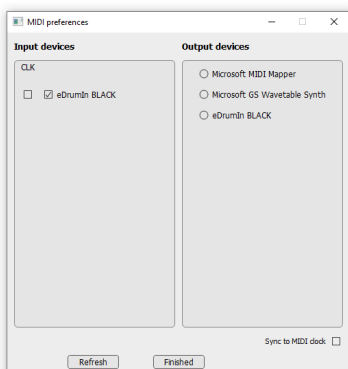 MIDI preferences
Input devices
Output devices
CLK
eDrumIn BLACK
Microsoft MIDI Mapper
Microsoft GS Wavetable Synth
eDrumIn BLACK
Sync to MIDI clock
Refresh
Finished